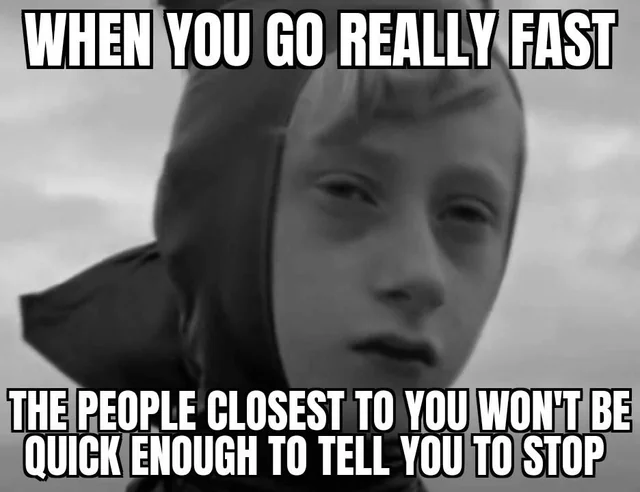 WHEN YOU GO REALLY FAST
THE PEOPLE CLOSEST TO YOU WON'T BE
QUICK ENOUGH TO TELL YOU TO STOP